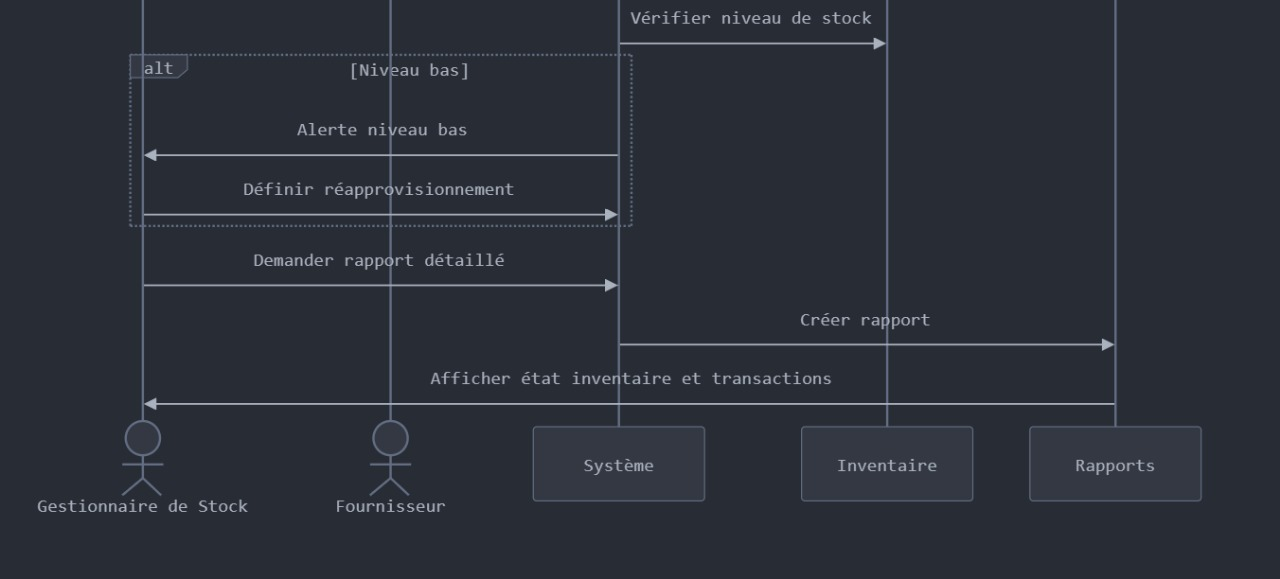 Vérifier niveau de stock
alt
[Niveau bas]
Alerte niveau bas
Définir réapprovisionnement
Demander rapport détaillé
Créer rapport
Afficher état inventaire et transactions
Système
Inventaire
Rapports
Gestionnaire de Stock
Fournisseur